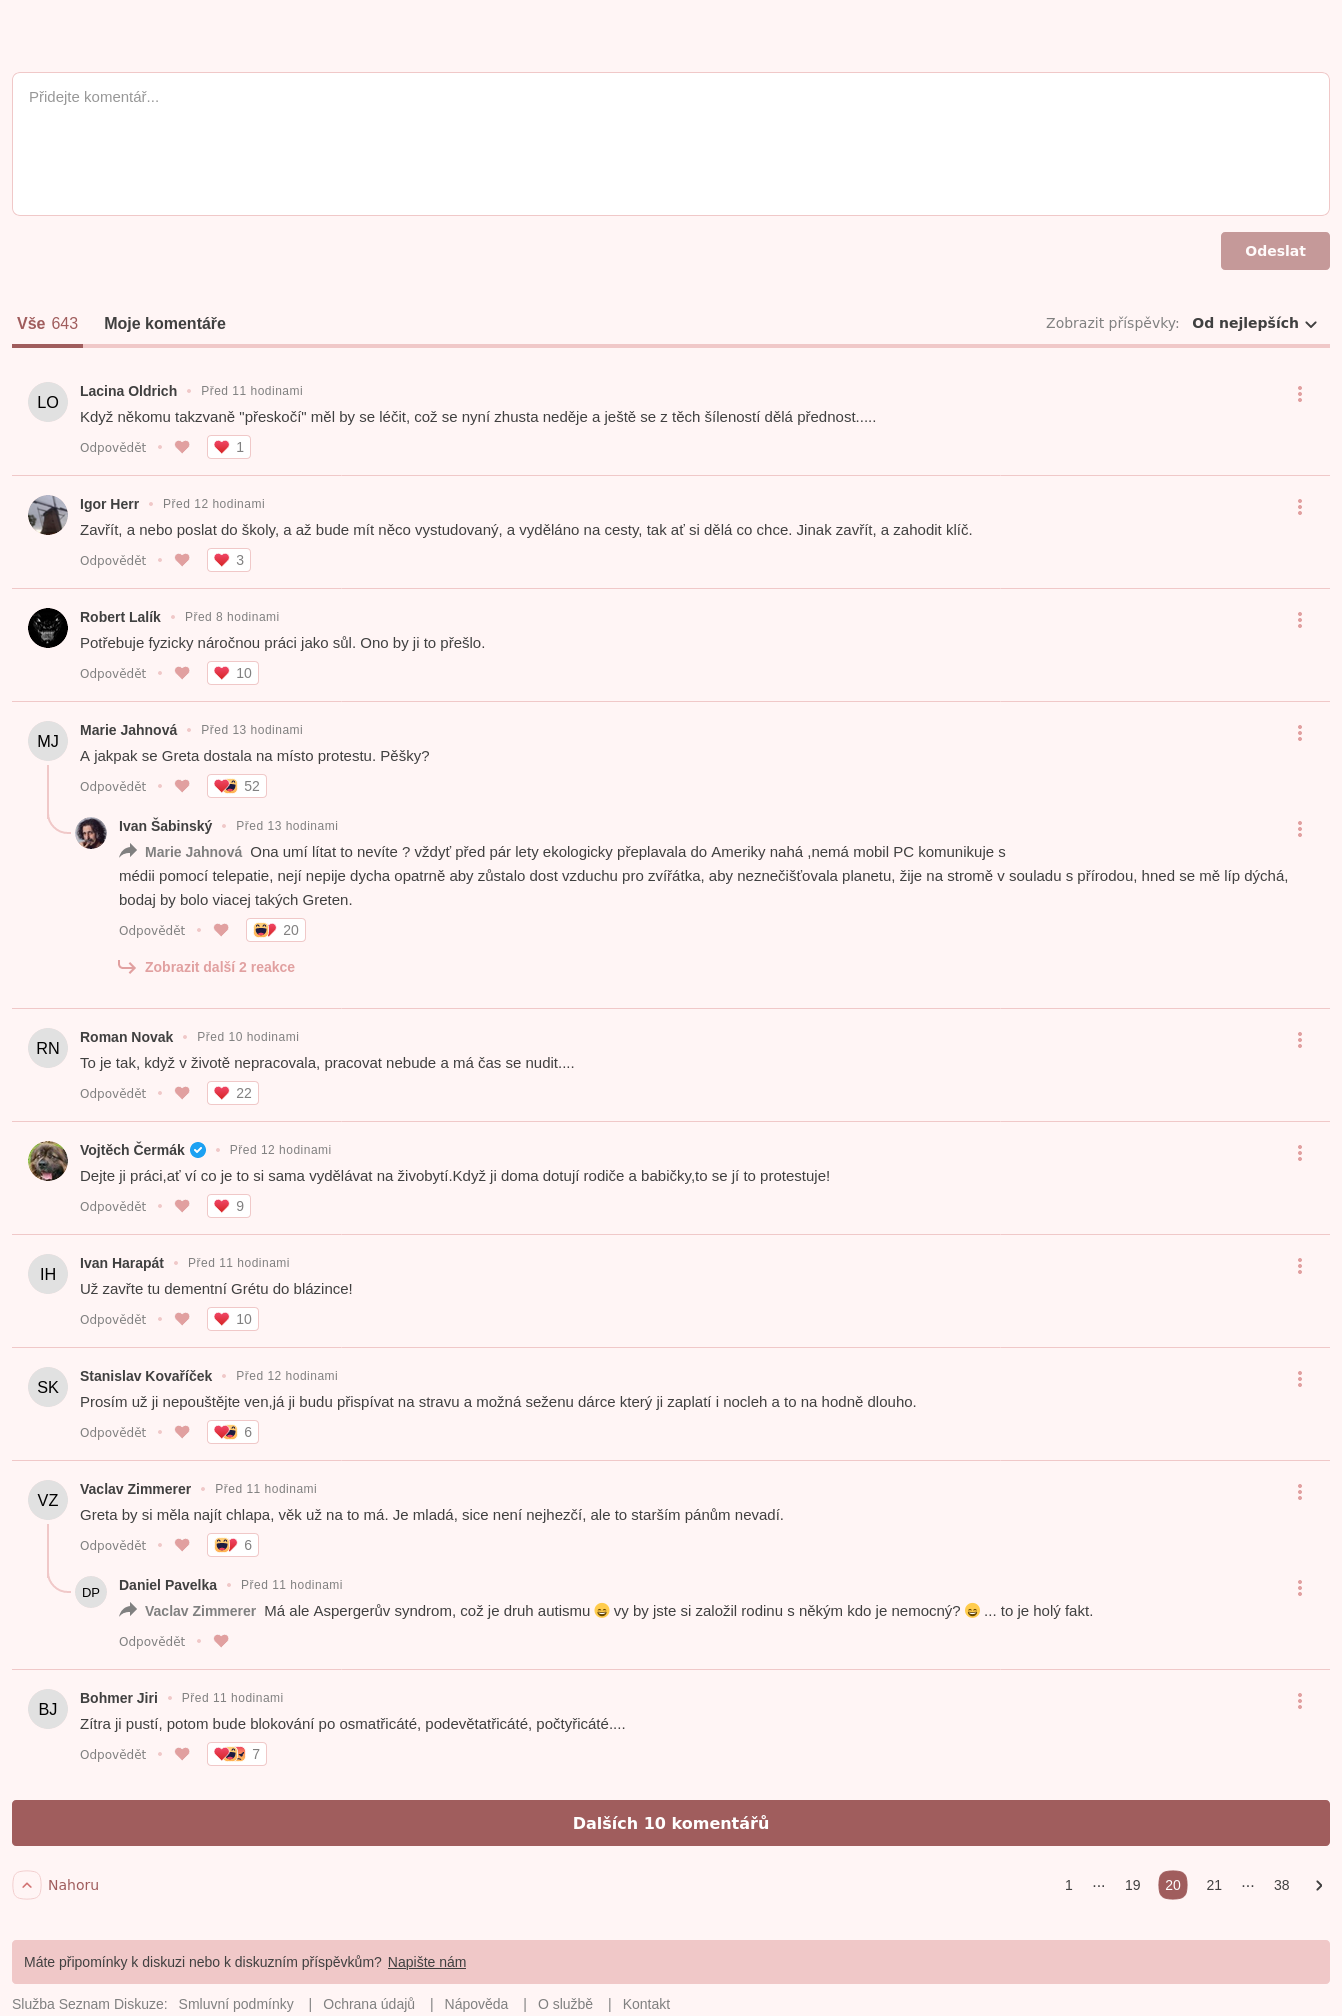 Přidejte komentář...
Odeslat
Vše 643 Moje komentáře Zobrazit příspěvky: Od nejlepších
LO Lacina Oldrich • Před 11 hodinami
Když někomu takzvaně "přeskočí" měl by se léčit, což se nyní zhusta neděje a ještě se z těch šíleností dělá přednost.....
Odpovědět • 1
Igor Herr • Před 12 hodinami
Zavřít, a nebo poslat do školy, a až bude mít něco vystudovaný, a vyděláno na cesty, tak ať si dělá co chce. Jinak zavřít, a zahodit klíč.
Odpovědět • 3
Robert Lalík • Před 8 hodinami
Potřebuje fyzicky náročnou práci jako sůl. Ono by ji to přešlo.
Odpovědět • 10
MJ Marie Jahnová • Před 13 hodinami
A jakpak se Greta dostala na místo protestu. Pěšky?
Odpovědět • 52
Ivan Šabinský • Před 13 hodinami
Marie Jahnová Ona umí lítat to nevíte ? vždyť před pár lety ekologicky přeplavala do Ameriky nahá ,nemá mobil PC komunikuje s
médii pomocí telepatie, nejí nepije dycha opatrně aby zůstalo dost vzduchu pro zvířátka, aby neznečišťovala planetu, žije na stromě v souladu s přírodou, hned se mě líp dýchá,
bodaj by bolo viacej takých Greten.
Odpovědět • 20
Zobrazit další 2 reakce
RN Roman Novak • Před 10 hodinami
To je tak, když v životě nepracovala, pracovat nebude a má čas se nudit....
Odpovědět • 22
Vojtěch Čermák • Před 12 hodinami
Dejte ji práci,ať ví co je to si sama vydělávat na živobytí.Když ji doma dotují rodiče a babičky,to se jí to protestuje!
Odpovědět • 9
IH Ivan Harapát • Před 11 hodinami
Už zavřte tu dementní Grétu do blázince!
Odpovědět • 10
SK Stanislav Kovaříček • Před 12 hodinami
Prosím už ji nepouštějte ven,já ji budu přispívat na stravu a možná seženu dárce který ji zaplatí i nocleh a to na hodně dlouho.
Odpovědět • 6
VZ Vaclav Zimmerer • Před 11 hodinami
Greta by si měla najít chlapa, věk už na to má. Je mladá, sice není nejhezčí, ale to starším pánům nevadí.
Odpovědět • 6
DP Daniel Pavelka • Před 11 hodinami
Vaclav Zimmerer Má ale Aspergerův syndrom, což je druh autismu 😄 vy by jste si založil rodinu s někým kdo je nemocný? 😄 ... to je holý fakt.
Odpovědět •
BJ Bohmer Jiri • Před 11 hodinami
Zítra ji pustí, potom bude blokování po osmatřicáté, podevětatřicáté, počtyřicáté....
Odpovědět • 7
Dalších 10 komentářů
Nahoru 1 ... 19 20 21 ... 38
Máte připomínky k diskuzi nebo k diskuzním příspěvkům? Napište nám
Služba Seznam Diskuze: Smluvní podmínky | Ochrana údajů | Nápověda | O službě | Kontakt